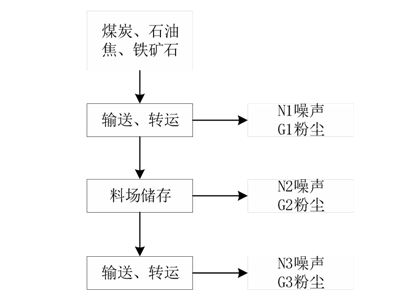 煤炭、石油
焦、铁矿石
输送、转运
N1噪声
G1粉尘
料场储存
N2噪声
G2粉尘
输送、转运
N3噪声
G3粉尘